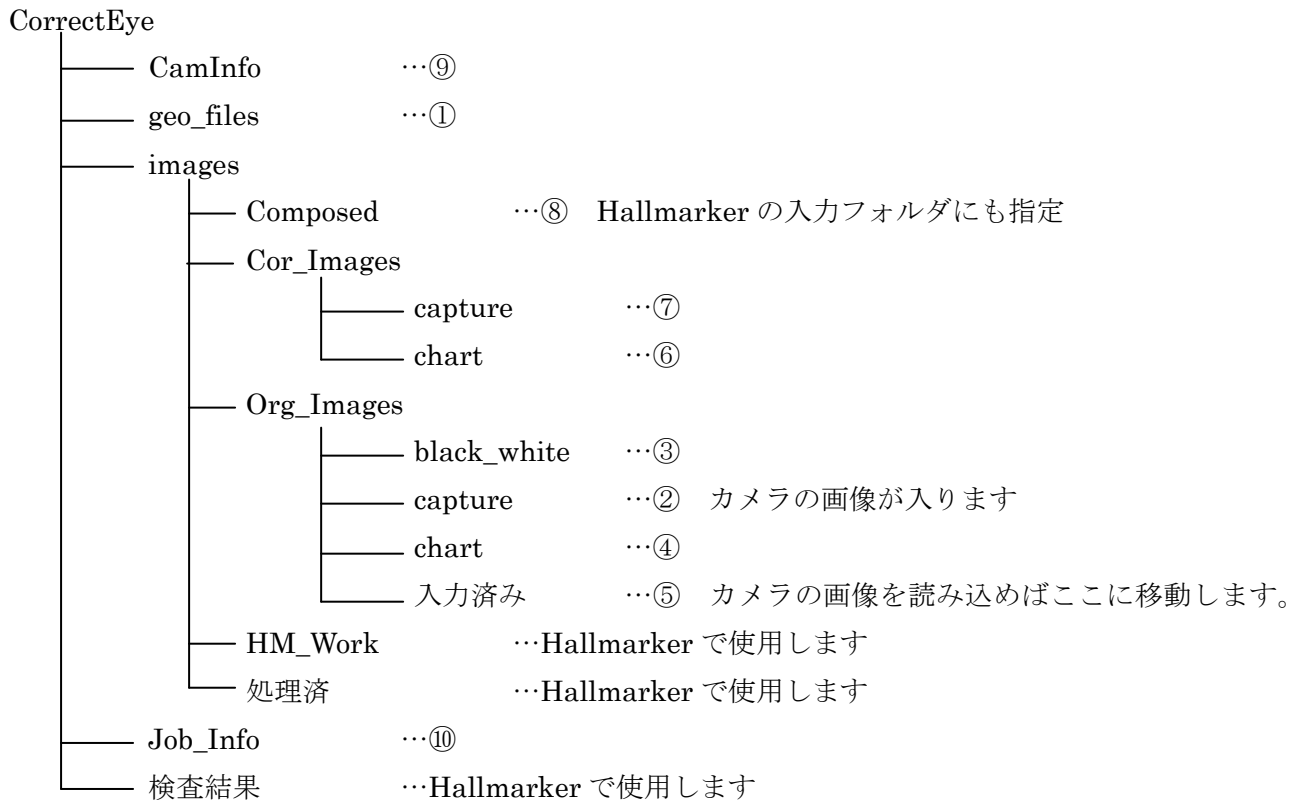 CorrectEye
CamInfo …⑨
geo_files …①
images
Composed …⑧ Hallmarker の入力フォルダにも指定
Cor_Images
capture …⑦
chart …⑥
Org_Images
black_white …③
capture …② カメラの画像が入ります
chart …④
入力済み …⑤ カメラの画像を読み込めばここに移動します。
HM_Work …Hallmarker で使用します
処理済 …Hallmarker で使用します
Job_Info …⑩
検査結果 …Hallmarker で使用します